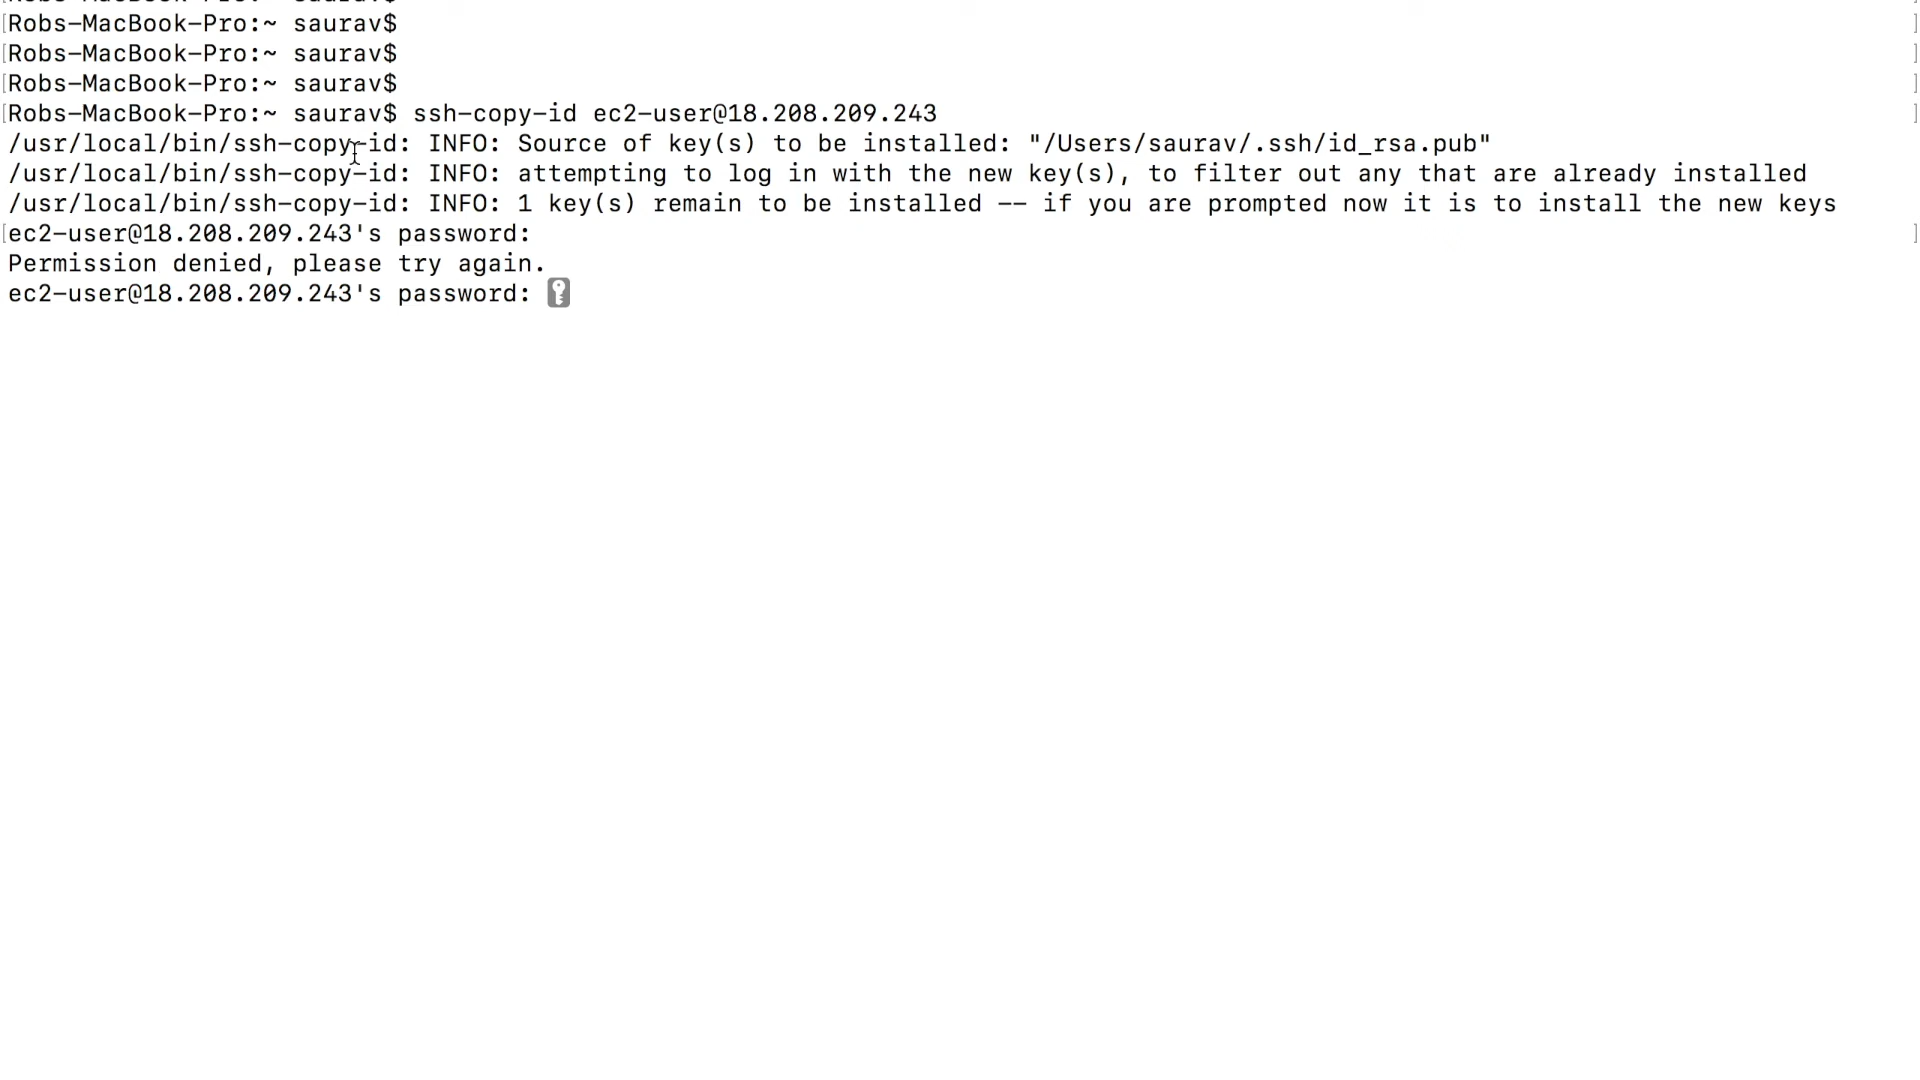 [Robs-MacBook-Pro:~ saurav$ ]
[Robs-MacBook-Pro:~ saurav$ ]
[Robs-MacBook-Pro:~ saurav$ ]
[Robs-MacBook-Pro:~ saurav$ ssh-copy-id ec2-user@18.208.209.243 ]
/usr/local/bin/ssh-copy-id: INFO: Source of key(s) to be installed: "/Users/saurav/.ssh/id_rsa.pub"
/usr/local/bin/ssh-copy-id: INFO: attempting to log in with the new key(s), to filter out any that are already installed
/usr/local/bin/ssh-copy-id: INFO: 1 key(s) remain to be installed -- if you are prompted now it is to install the new keys
[ec2-user@18.208.209.243's password: ]
Permission denied, please try again.
ec2-user@18.208.209.243's password: